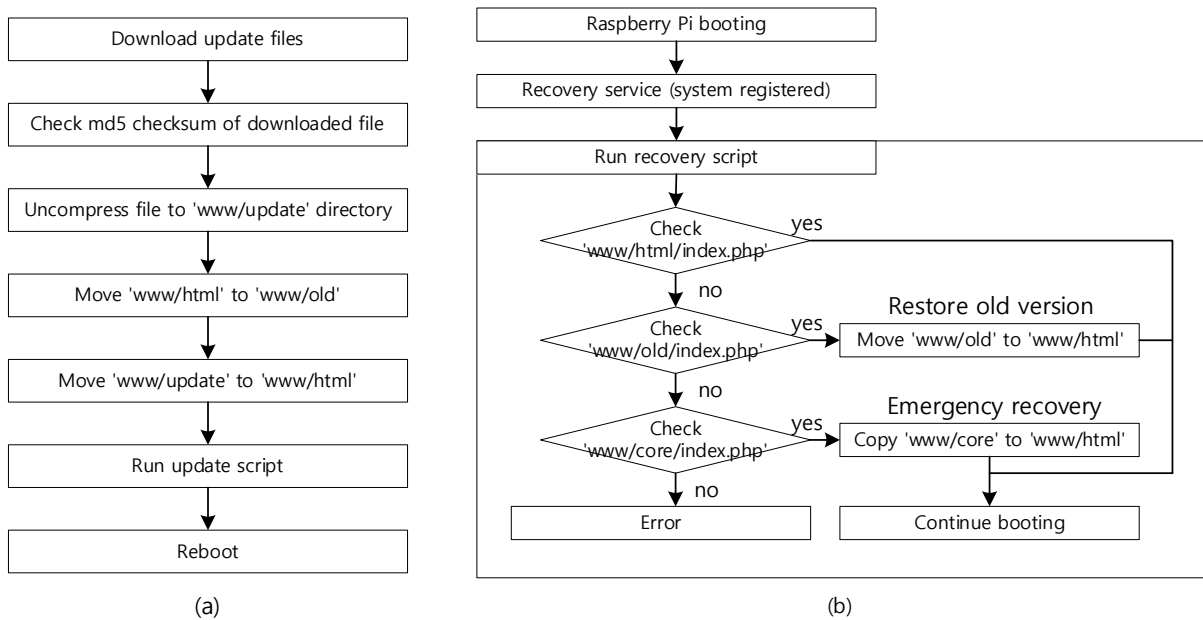 Download update files
Check md5 checksum of downloaded file
Uncompress file to 'www/update' directory
Move 'www/html' to 'www/old'
Move 'www/update' to 'www/html'
Run update script
Reboot
(a)
Raspberry Pi booting
Recovery service (system registered)
Run recovery script
Check
'www/html/index.php'
yes
no
Check
'www/old/index.php'
yes
Restore old version
Move 'www/old' to 'www/html'
no
Check
'www/core/index.php'
yes
Emergency recovery
Copy 'www/core' to 'www/html'
no
Error
Continue booting
(b)